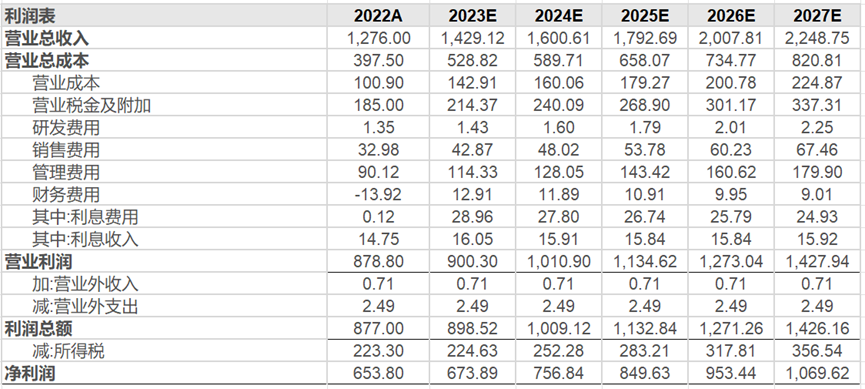 利润表 2022A 2023E 2024E 2025E 2026E 2027E
营业总收入 1,276.00 1,429.12 1,600.61 1,792.69 2,007.81 2,248.75
营业总成本 397.50 528.82 589.71 658.07 734.77 820.81
营业成本 100.90 142.91 160.06 179.27 200.78 224.87
营业税金及附加 185.00 214.37 240.09 268.90 301.17 337.31
研发费用 1.35 1.43 1.60 1.79 2.01 2.25
销售费用 32.98 42.87 48.02 53.78 60.23 67.46
管理费用 90.12 114.33 128.05 143.42 160.62 179.90
财务费用 -13.92 12.91 11.89 10.91 9.95 9.01
其中:利息费用 0.12 28.96 27.80 26.74 25.79 24.93
其中:利息收入 14.75 16.05 15.91 15.84 15.84 15.92
营业利润 878.80 900.30 1,010.90 1,134.62 1,273.04 1,427.94
加:营业外收入 0.71 0.71 0.71 0.71 0.71 0.71
减:营业外支出 2.49 2.49 2.49 2.49 2.49 2.49
利润总额 877.00 898.52 1,009.12 1,132.84 1,271.26 1,426.16
减:所得税 223.30 224.63 252.28 283.21 317.81 356.54
净利润 653.80 673.89 756.84 849.63 953.44 1,069.62